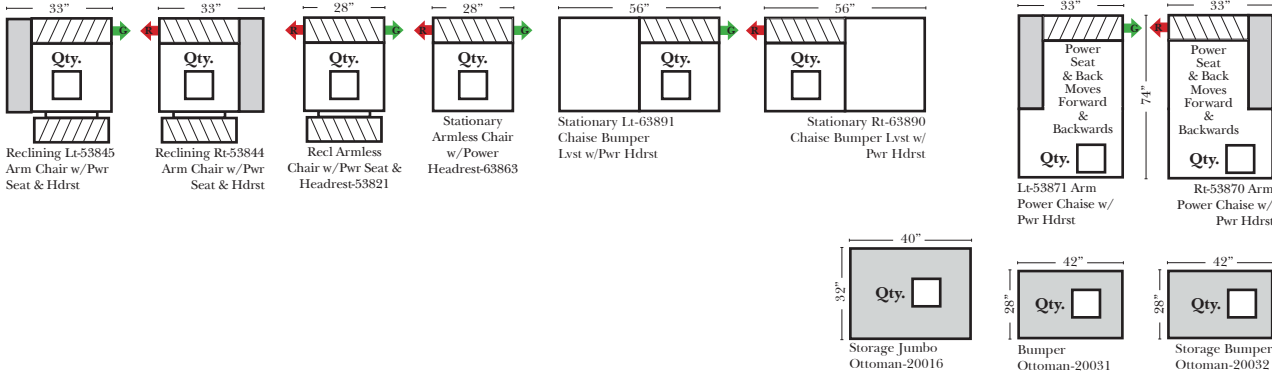 33”
G
Qty.
Reclining Lt-53845
Arm Chair w/Pwr
Seat & Hdrst
33”
R
Qty.
Reclining Rt-53844
Arm Chair w/Pwr
Seat & Hdrst
28”
R
G
Qty.
Recl Armless
Chair w/Pwr Seat &
Headrest-53821
28”
R
G
Qty.
Stationary
Armless Chair
w/Power
Headrest-63863
56”
G
Qty.
Stationary Lt-63891
Chaise Bumper
Lvst w/Pwr Hdrst
56”
R
Qty.
Stationary Rt-63890
Chaise Bumper Lvst w/
Pwr Hdrst
33”
G
Power
Seat
& Back
Moves
Forward
&
Backwards
Qty.
Lt-53871 Arm
Power Chaise w/
Pwr Hdrst
74”
33”
R
Power
Seat
& Back
Moves
Forward
&
Backwards
Qty.
Rt-53870 Arm
Power Chaise w/
Pwr Hdrst
40”
32”
Qty.
Storage Jumbo
Ottoman-20016
42”
28”
Qty.
Bumper
Ottoman-20031
42”
28”
Qty.
Storage Bumper
Ottoman-20032